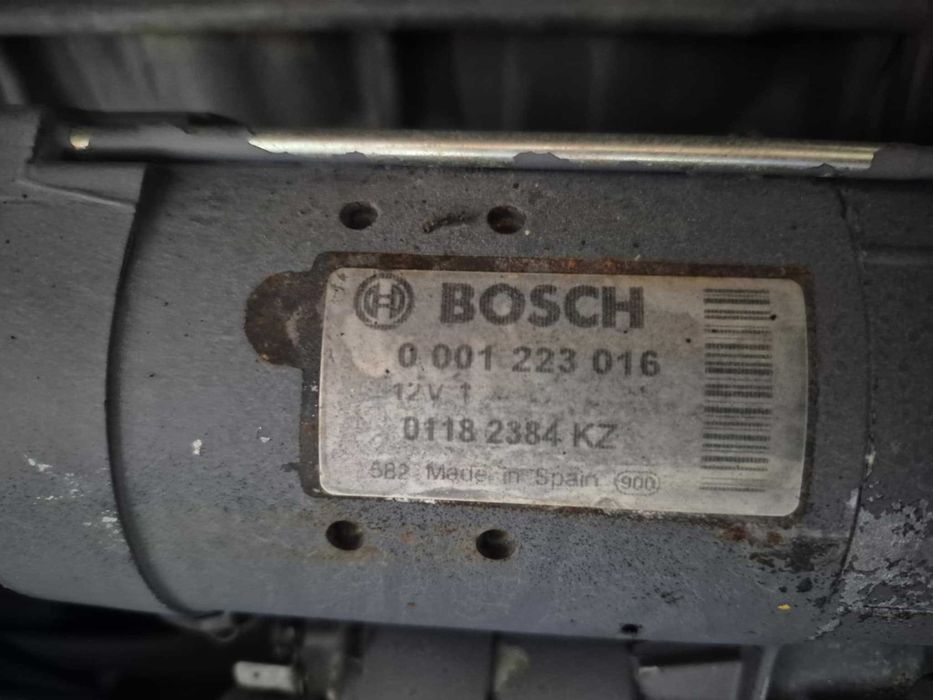 BOSCH
0 001 223 016
12V
0118 2384 KZ
582 Made in Spain 900